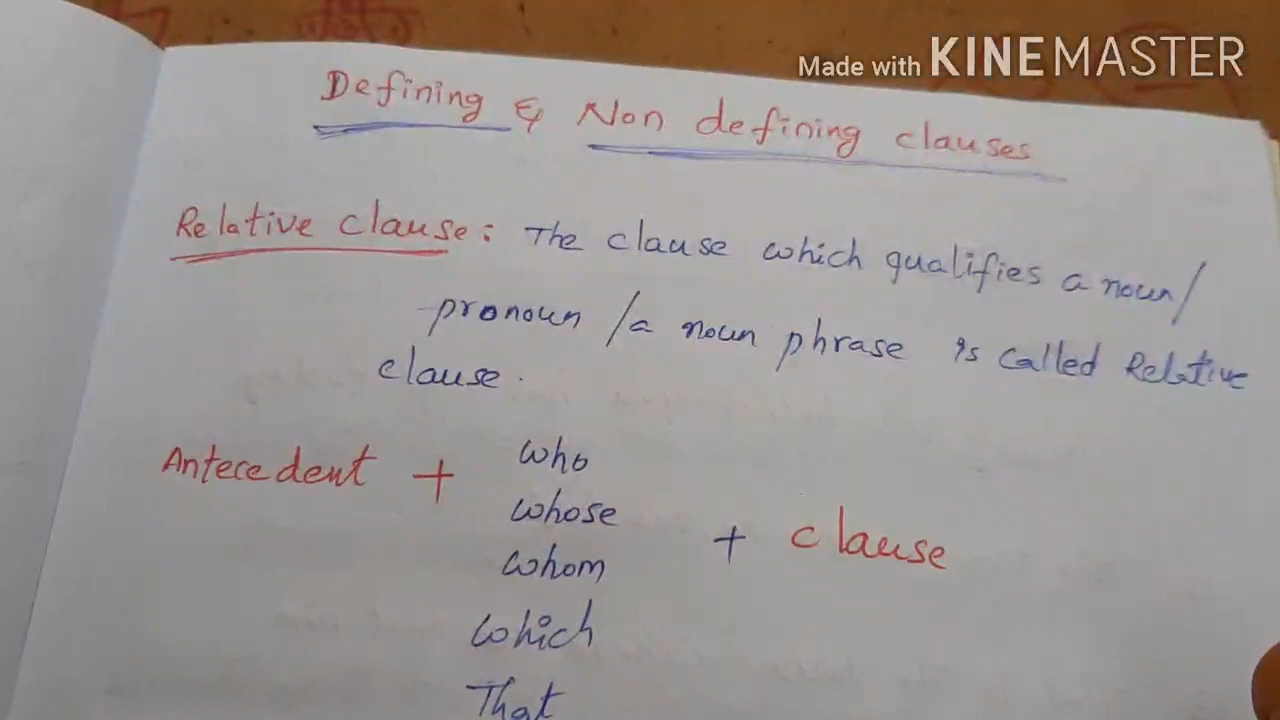 Made with KINEMASTER
Defining & Non defining clauses
Relative clause: The clause which qualifies a noun/
pronoun /a noun phrase is called Relative
clause.
Antecedent + who
whose
whom
which
That
+ clause